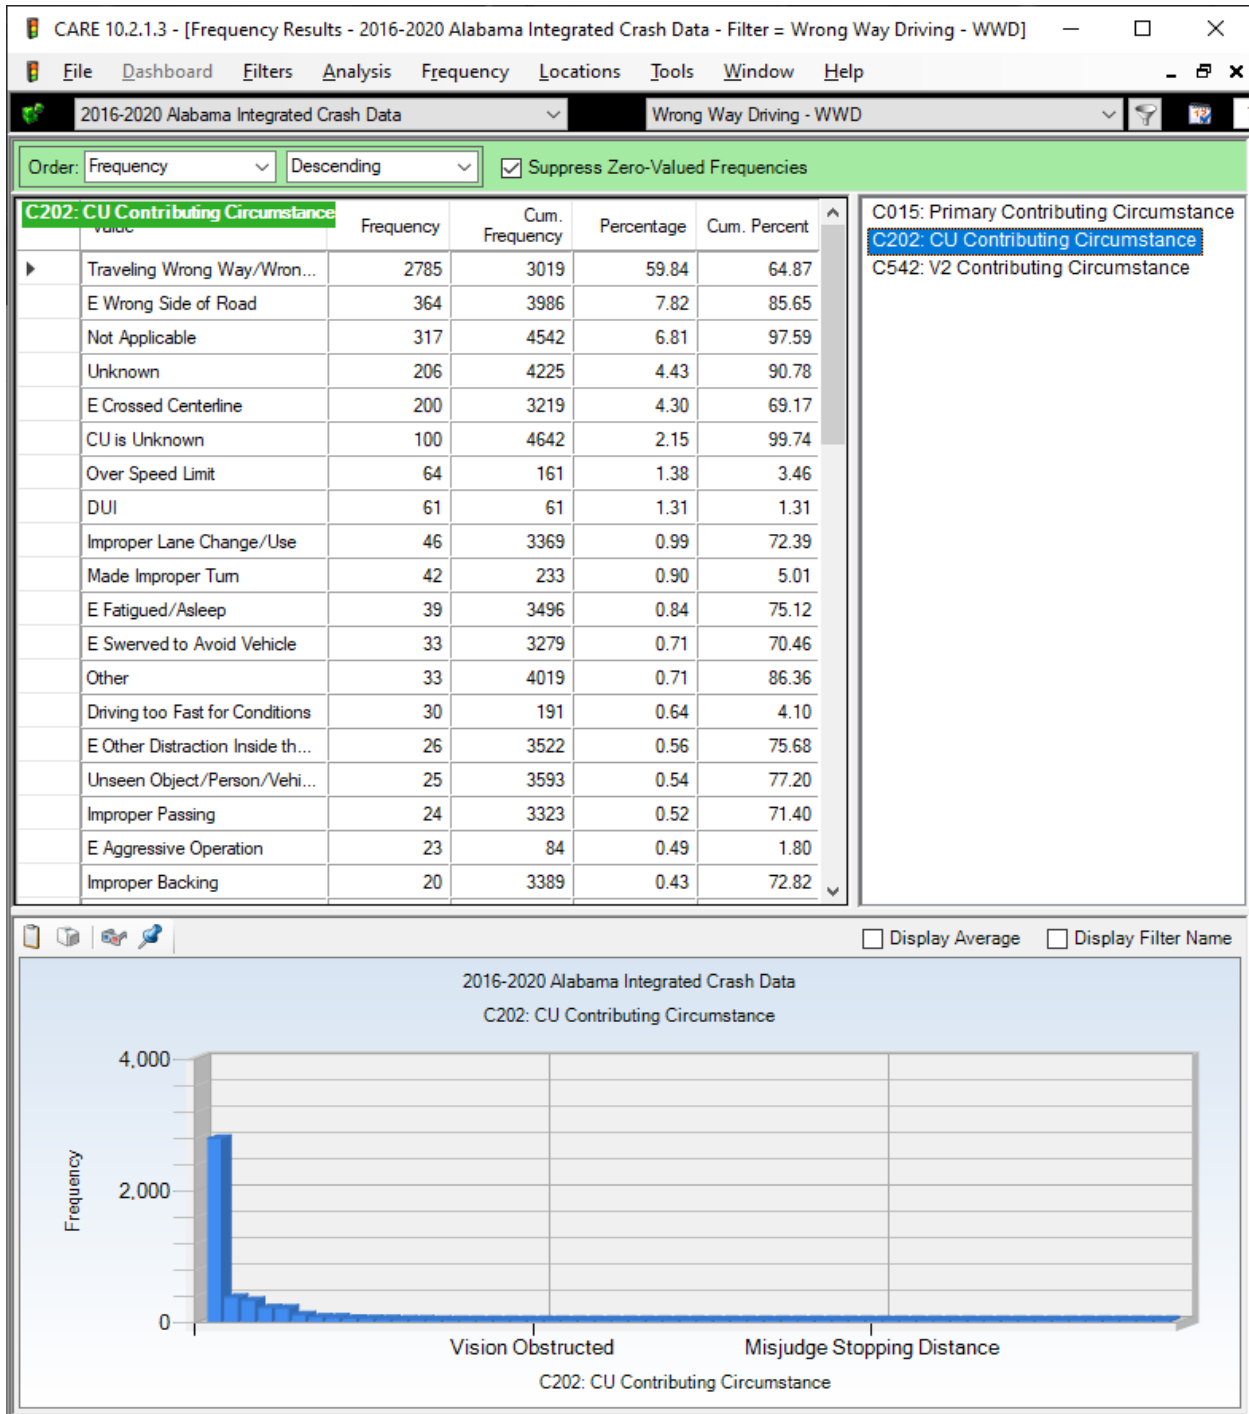 CARE 10.2.1.3 - [Frequency Results - 2016-2020 Alabama Integrated Crash Data - Filter = Wrong Way Driving - WWD]
File Dashboard Filters Analysis Frequency Locations Tools Window Help
2016-2020 Alabama Integrated Crash Data Wrong Way Driving - WWD
Order: Frequency Descending Suppress Zero-Valued Frequencies
C202: CU Contributing Circumstance Frequency Cum. Frequency Percentage Cum. Percent
Traveling Wrong Way/Wron... 2785 3019 59.84 64.87
E Wrong Side of Road 364 3986 7.82 85.65
Not Applicable 317 4542 6.81 97.59
Unknown 206 4225 4.43 90.78
E Crossed Centerline 200 3219 4.30 69.17
CU is Unknown 100 4642 2.15 99.74
Over Speed Limit 64 161 1.38 3.46
DUI 61 61 1.31 1.31
Improper Lane Change/Use 46 3369 0.99 72.39
Made Improper Turn 42 233 0.90 5.01
E Fatigued/Asleep 39 3496 0.84 75.12
E Swerved to Avoid Vehicle 33 3279 0.71 70.46
Other 33 4019 0.71 86.36
Driving too Fast for Conditions 30 191 0.64 4.10
E Other Distraction Inside th... 26 3522 0.56 75.68
Unseen Object/Person/Vehi... 25 3593 0.54 77.20
Improper Passing 24 3323 0.52 71.40
E Aggressive Operation 23 84 0.49 1.80
Improper Backing 20 3389 0.43 72.82
C015: Primary Contributing Circumstance
C202: CU Contributing Circumstance
C542: V2 Contributing Circumstance
Display Average Display Filter Name
2016-2020 Alabama Integrated Crash Data
C202: CU Contributing Circumstance
4,000
2,000
0
Frequency
Vision Obstructed Misjudge Stopping Distance
C202: CU Contributing Circumstance